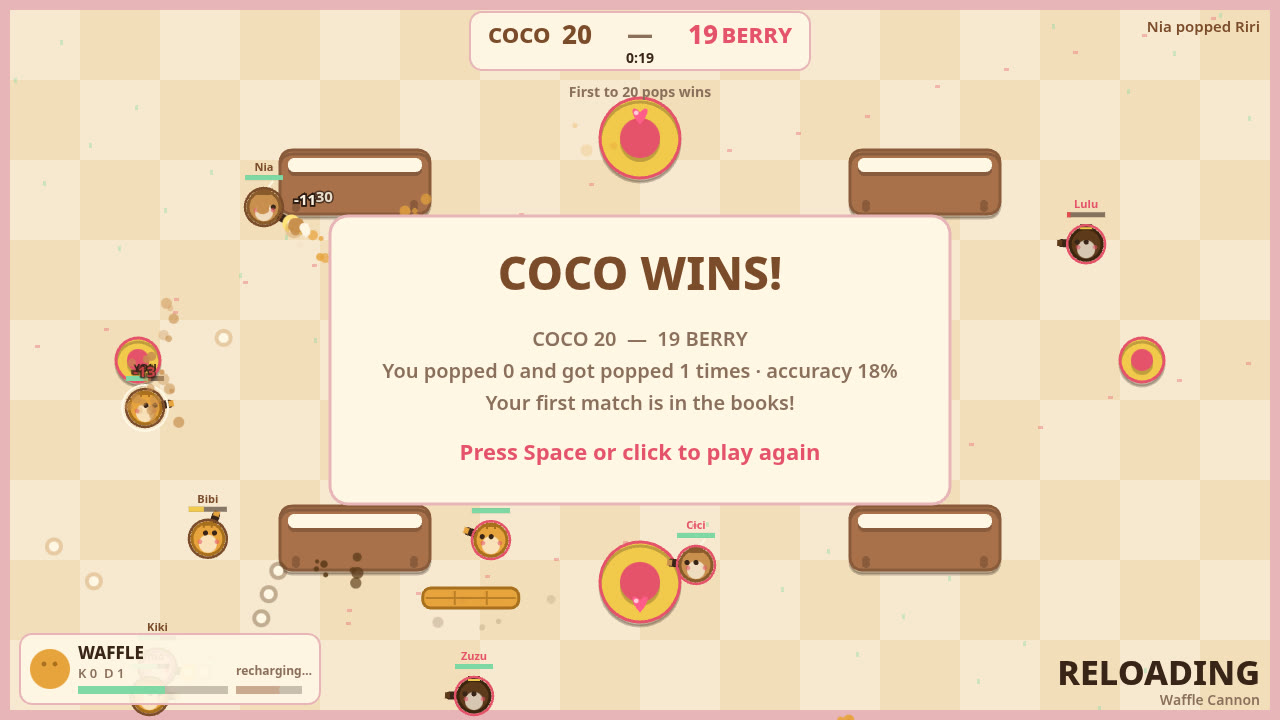 COCO 20 — 19 BERRY
0:19
First to 20 pops wins
Nia popped Riri
Nia
-1130
Lulu
COCO WINS!
COCO 20 — 19 BERRY
You popped 0 and got popped 1 times · accuracy 18%
Your first match is in the books!
Press Space or click to play again
Bibi
Cici
Kiki
Zuzu
WAFFLE
K 0 D 1
recharging...
RELOADING
Waffle Cannon